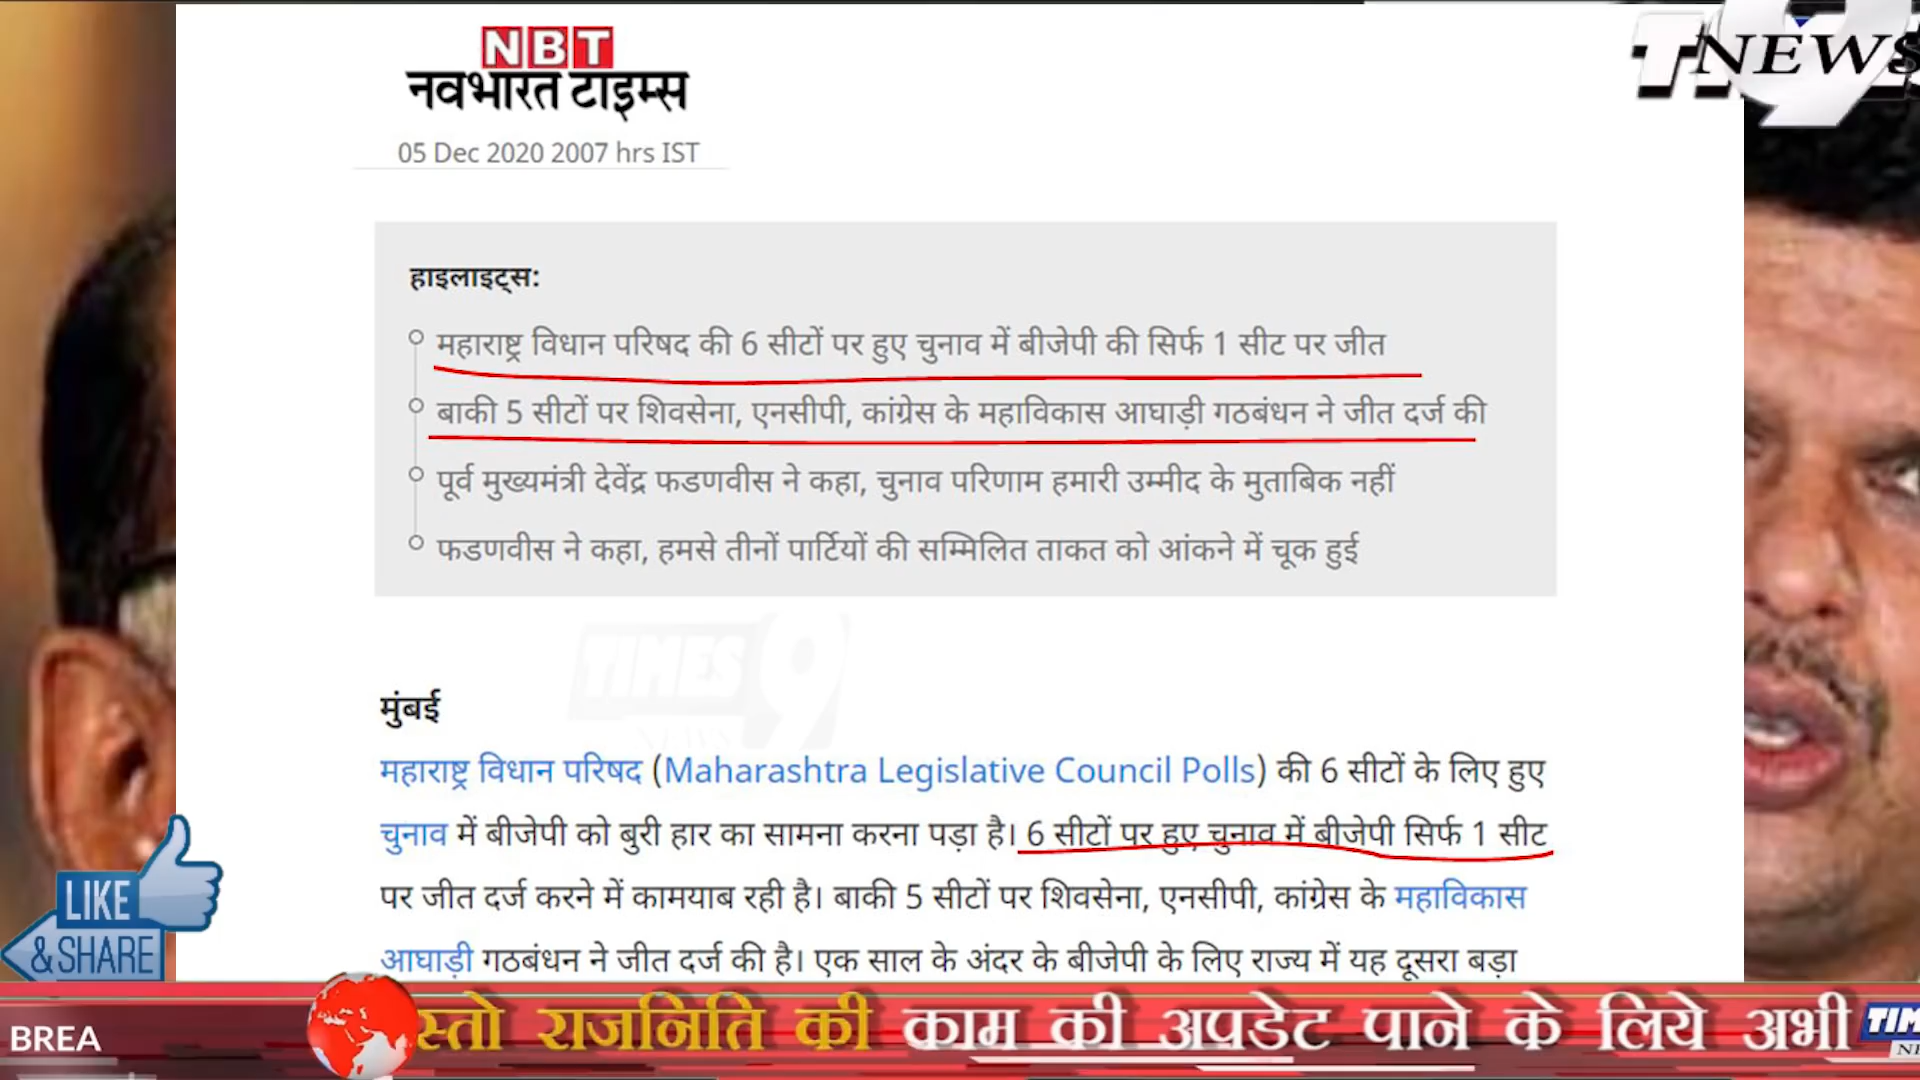 NBT
नवभारत टाइम्स
05 Dec 2020 2007 hrs IST
NEWS
हाइलाइट्स:
महाराष्ट्र विधान परिषद की 6 सीटों पर हुए चुनाव में बीजेपी की सिर्फ 1 सीट पर जीत
बाकी 5 सीटों पर शिवसेना, एनसीपी, कांग्रेस के महाविकास आघाड़ी गठबंधन ने जीत दर्ज की
पूर्व मुख्यमंत्री देवेंद्र फडणवीस ने कहा, चुनाव परिणाम हमारी उम्मीद के मुताबिक नहीं
फडणवीस ने कहा, हमसे तीनों पार्टियों की सम्मिलित ताकत को आंकने में चूक हुई
TIMES 9
मुंबई
महाराष्ट्र विधान परिषद (Maharashtra Legislative Council Polls) की 6 सीटों के लिए हुए
चुनाव में बीजेपी को बुरी हार का सामना करना पड़ा है। 6 सीटों पर हुए चुनाव में बीजेपी सिर्फ 1 सीट
पर जीत दर्ज करने में कामयाब रही है। बाकी 5 सीटों पर शिवसेना, एनसीपी, कांग्रेस के महाविकास
आघाड़ी गठबंधन ने जीत दर्ज की है। एक साल के अंदर के बीजेपी के लिए राज्य में यह दूसरा बड़ा
LIKE
& SHARE
BREA
स्तो राजनिति की काम की अपडेट पाने के लिये अभी